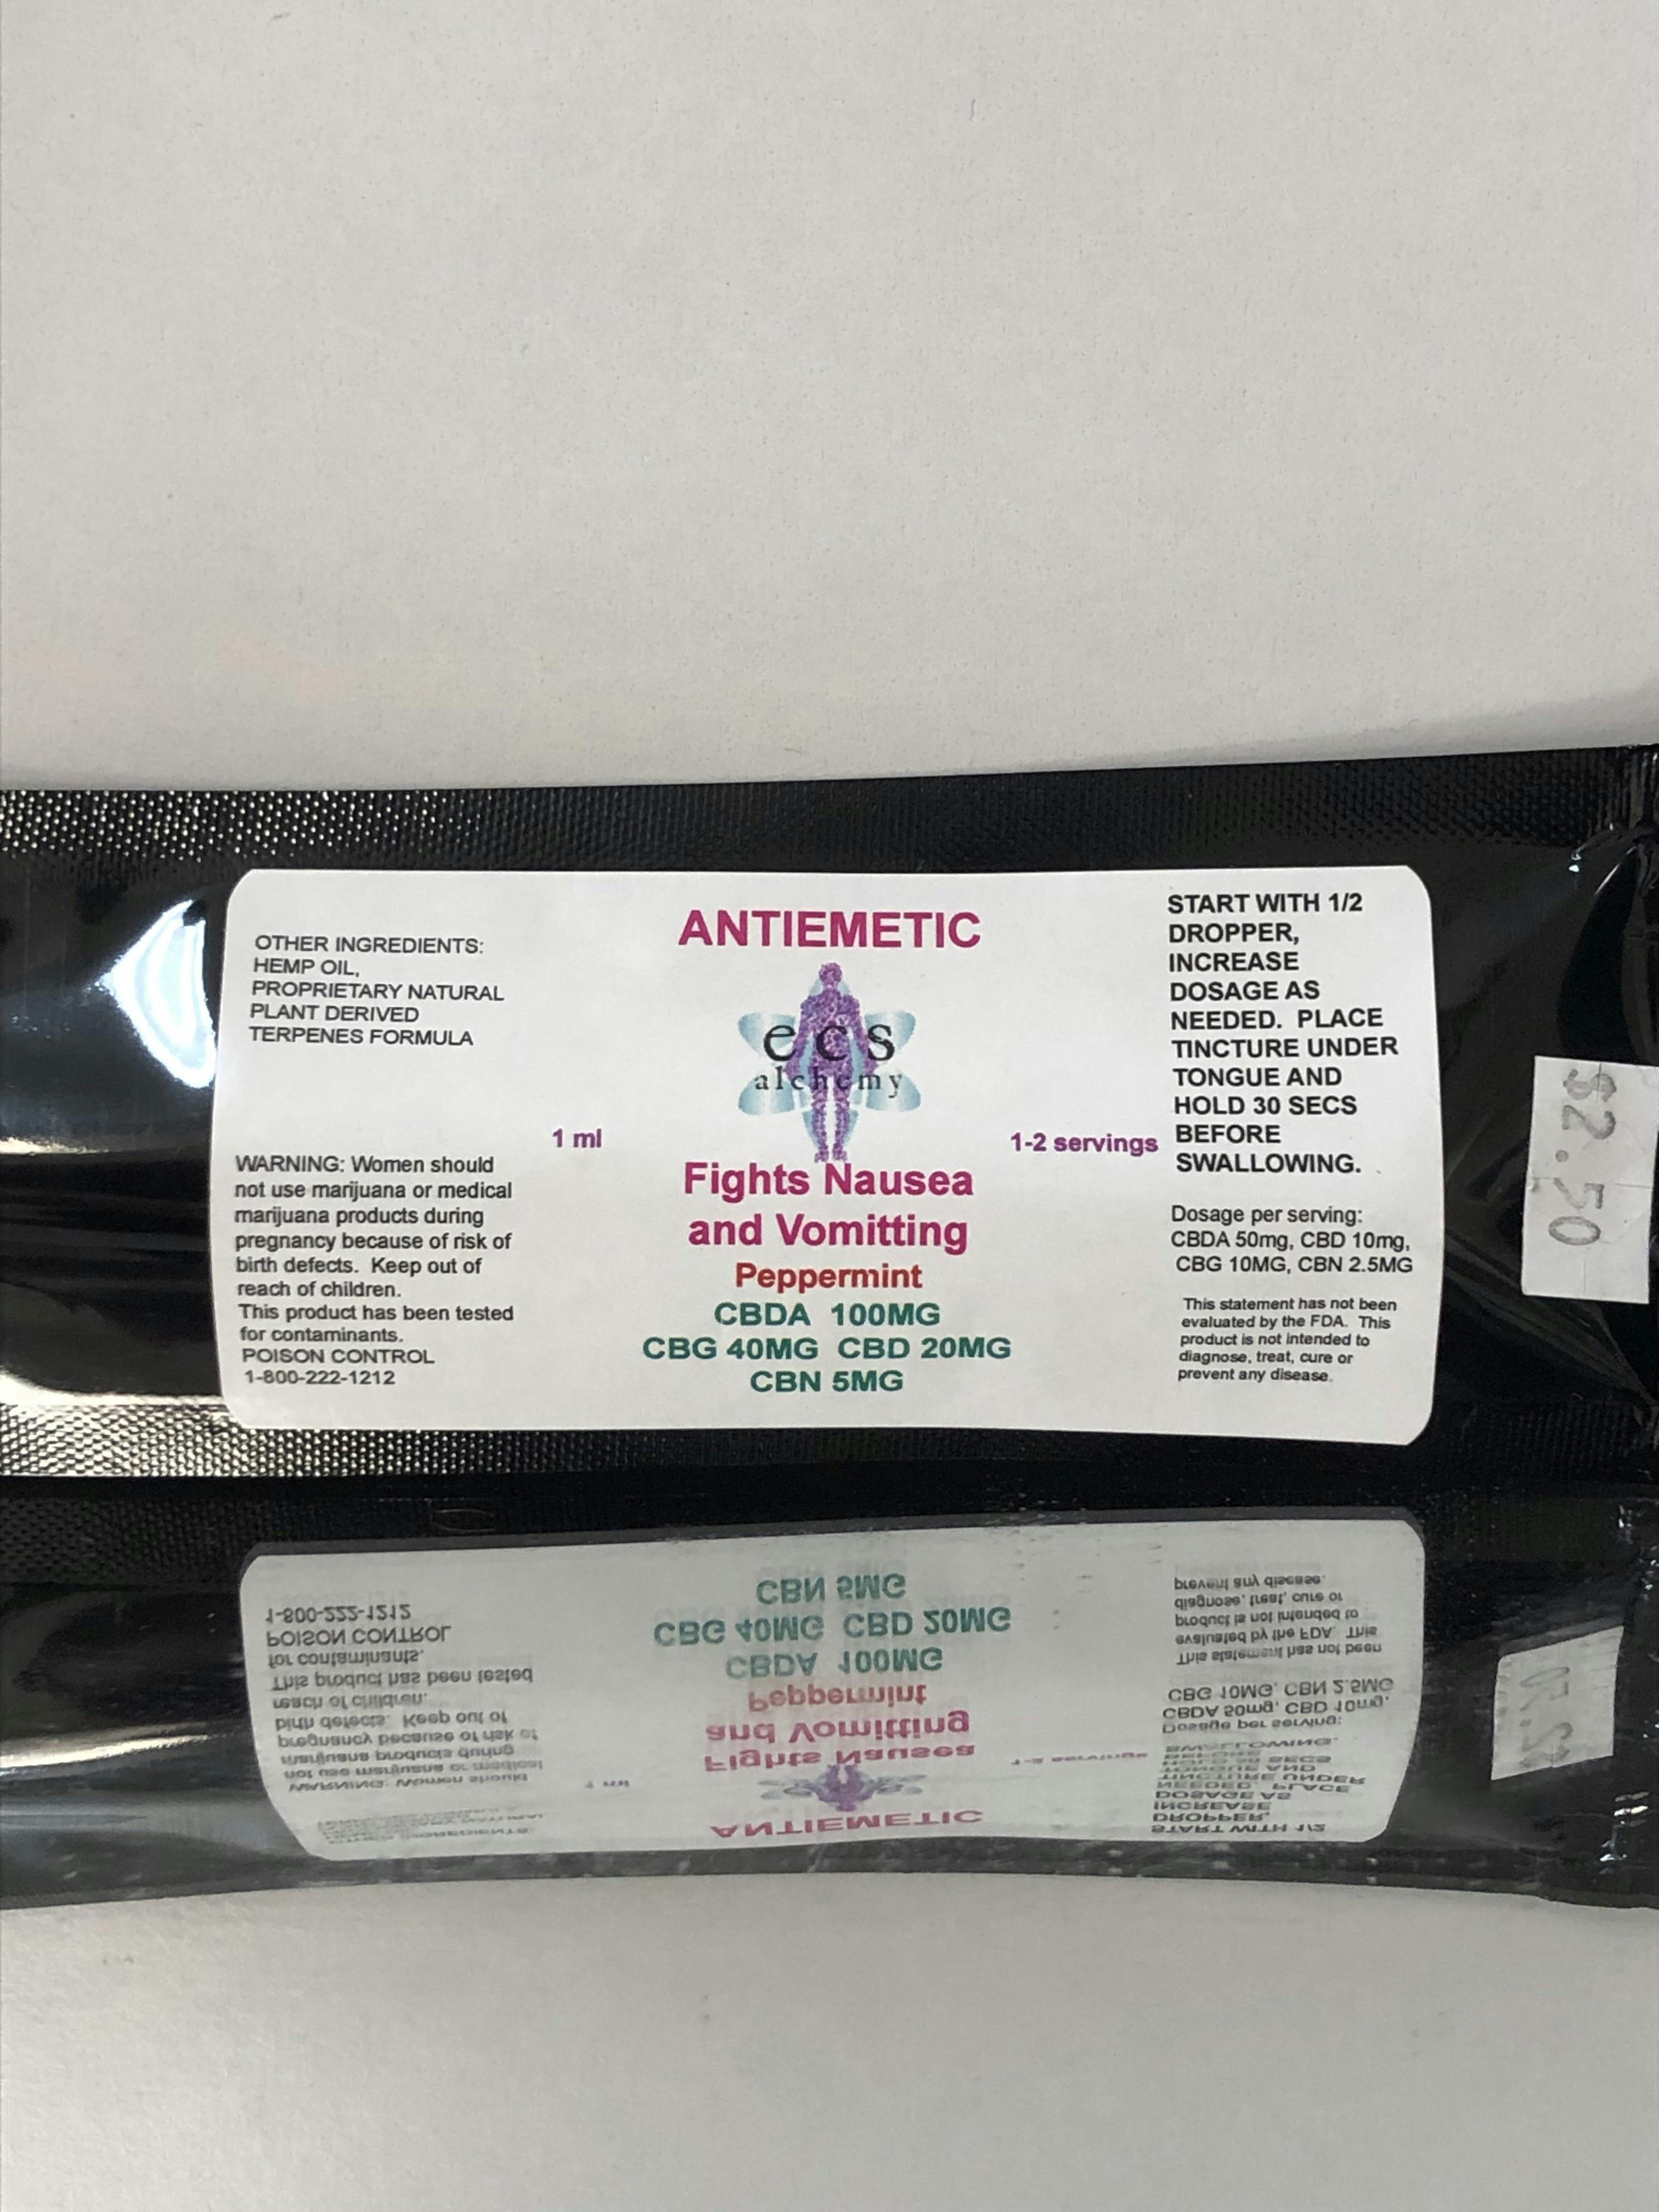 OTHER INGREDIENTS:
HEMP OIL,
PROPRIETARY NATURAL
PLANT DERIVED
TERPENES FORMULA
WARNING: Women should
not use marijuana or medical
marijuana products during
pregnancy because of risk of
birth defects. Keep out of
reach of children.
This product has been tested
for contaminants.
POISON CONTROL
1-800-222-1212
1 ml
ANTIEMETIC
ecs
alchemy
Fights Nausea
and Vomitting
Peppermint
CBDA 100MG
CBG 40MG CBD 20MG
CBN 5MG
1-2 servings
START WITH 1/2
DROPPER,
INCREASE
DOSAGE AS
NEEDED. PLACE
TINCTURE UNDER
TONGUE AND
HOLD 30 SECS
BEFORE
SWALLOWING.
Dosage per serving:
CBDA 50mg, CBD 10mg,
CBG 10MG, CBN 2.5MG
This statement has not been
evaluated by the FDA. This
product is not intended to
diagnose, treat, cure or
prevent any disease.
$2.50